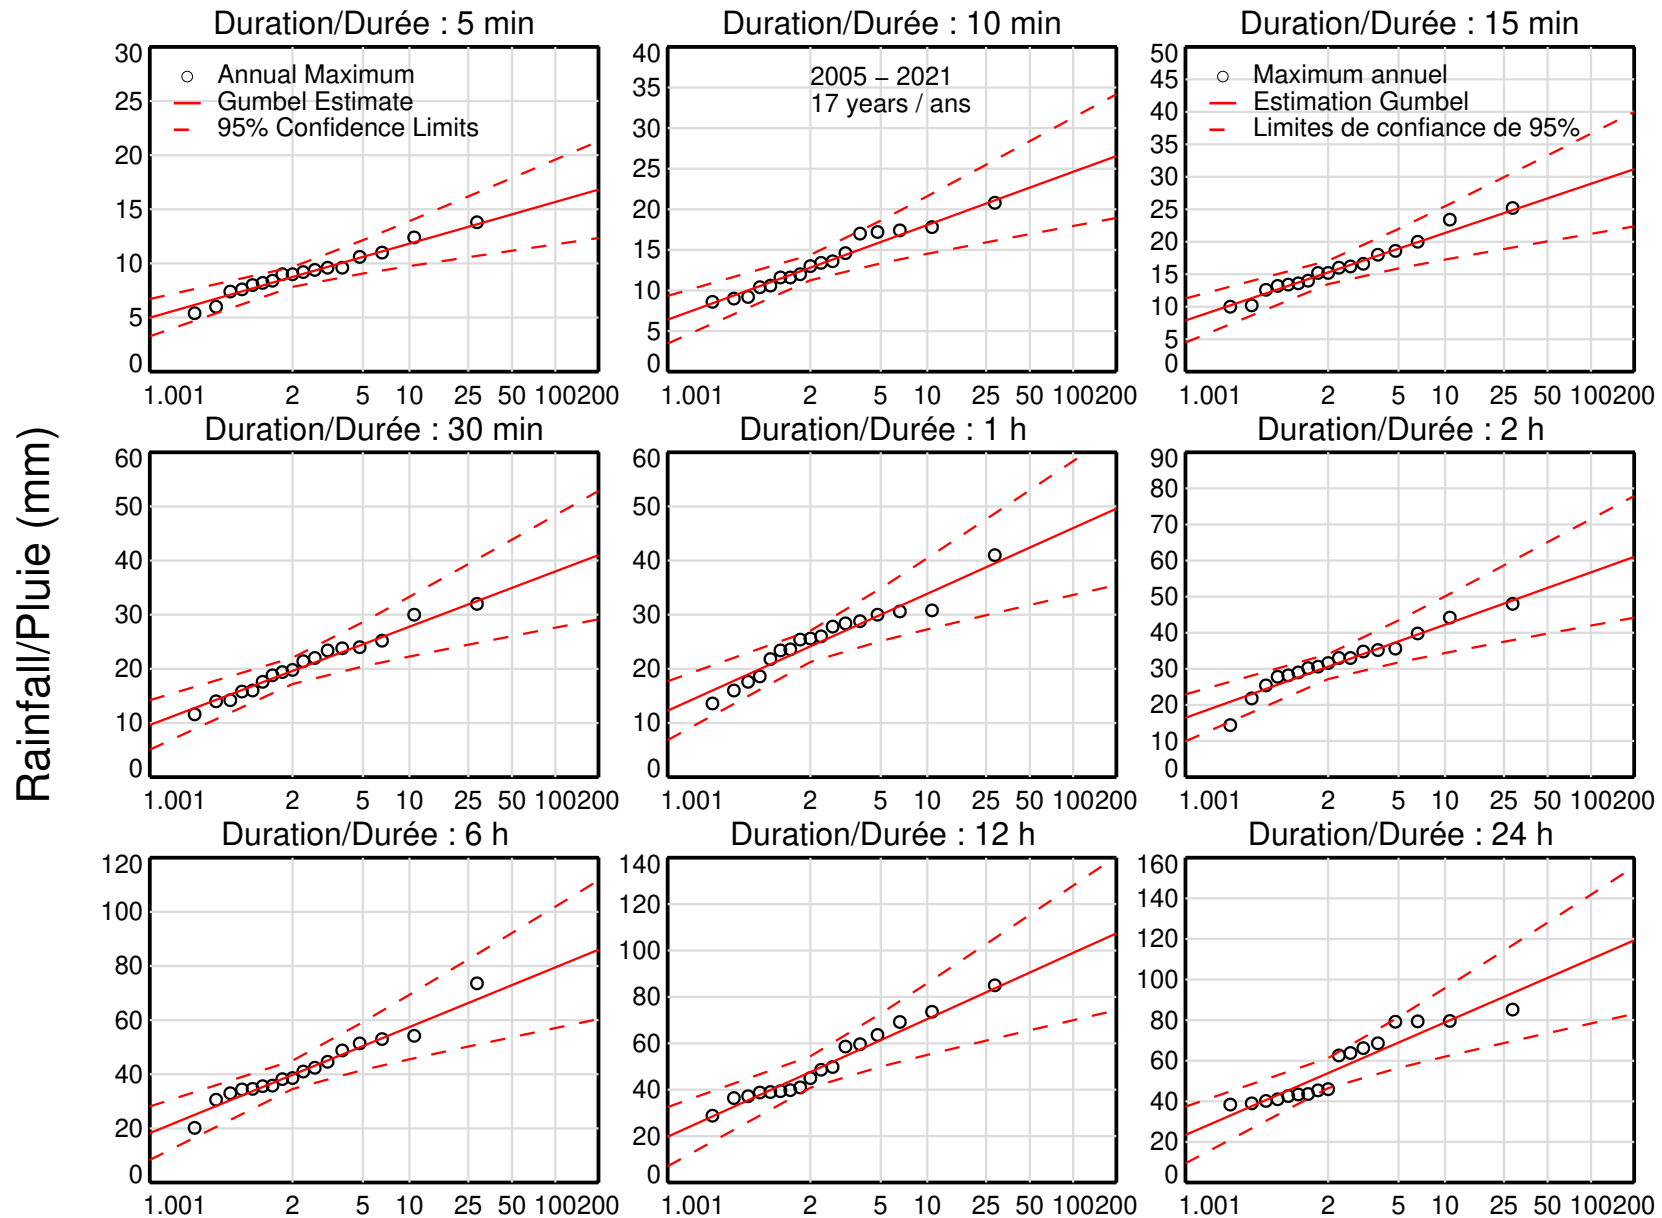 Duration/Durée : 5 min
Duration/Durée : 10 min
Duration/Durée : 15 min
30
25
20
15
10
5
0
Annual Maximum
Gumbel Estimate
95% Confidence Limits
1.001 2 5 10 25 50 100200
40
35
30
25
20
15
10
5
0
2005 – 2021
17 years / ans
1.001 2 5 10 25 50 100200
50
45
40
35
30
25
20
15
10
5
0
Maximum annuel
Estimation Gumbel
Limites de confiance de 95%
1.001 2 5 10 25 50 100200
Rainfall/Pluie (mm)
Duration/Durée : 30 min
Duration/Durée : 1 h
Duration/Durée : 2 h
60
50
40
30
20
10
0
1.001 2 5 10 25 50 100200
60
50
40
30
20
10
0
1.001 2 5 10 25 50 100200
90
80
70
60
50
40
30
20
10
0
1.001 2 5 10 25 50 100200
Duration/Durée : 6 h
Duration/Durée : 12 h
Duration/Durée : 24 h
120
100
80
60
40
20
0
1.001 2 5 10 25 50 100200
140
120
100
80
60
40
20
0
1.001 2 5 10 25 50 100200
160
140
120
100
80
60
40
20
0
1.001 2 5 10 25 50 100200